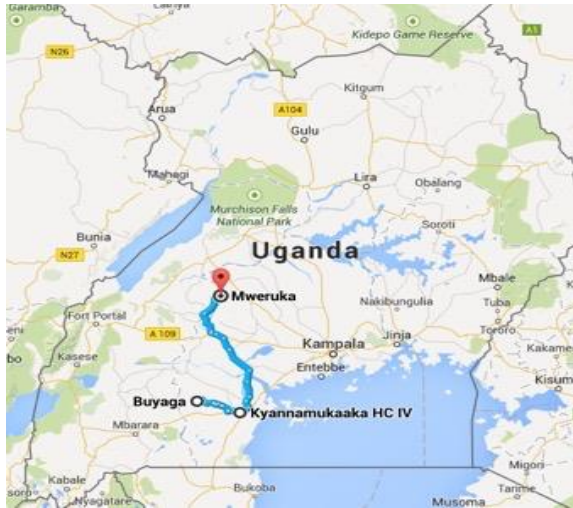 Garamba
Kidepo Game Reserve
A1
N26
Arua
Kitgum
A104
Gulu
Mahagi
Lira
Obalang
Murchison Falls
National Park
Soroti
Bunia
Uganda
N27
Mbale
Mweruka
Nakibungulia
Tuba
Fort Portal
Tororo
A 109
Kampala
Jinja
Kakame
Kasese
Entebbe
Kisum
Buyaga
Kyannamukaaka HC IV
Mbarara
Migori
Kabale
Bukoba
Nyagatare
Musoma
Tarime